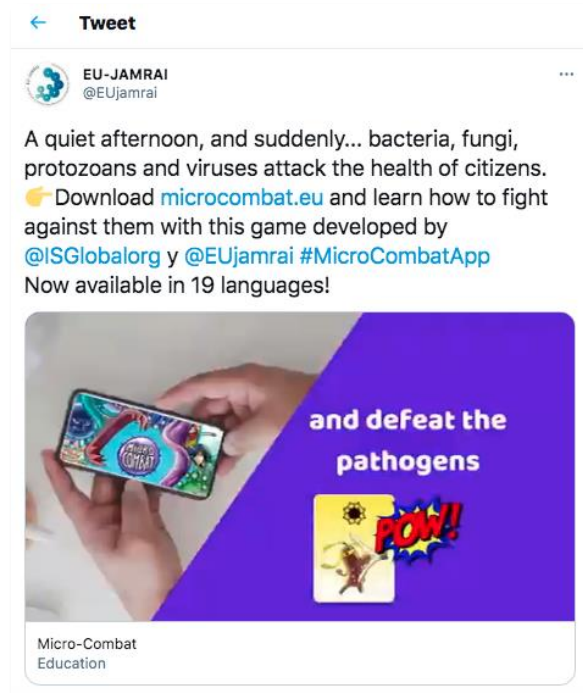 Tweet
EU-JAMRAI
@EUjamrai
A quiet afternoon, and suddenly... bacteria, fungi,
protozoans and viruses attack the health of citizens.
👉Download microcombat.eu and learn how to fight
against them with this game developed by
@ISGlobalorg y @EUjamrai #MicroCombatApp
Now available in 19 languages!
MICRO
COMBAT
and defeat the
pathogens
POW!!
Micro-Combat
Education